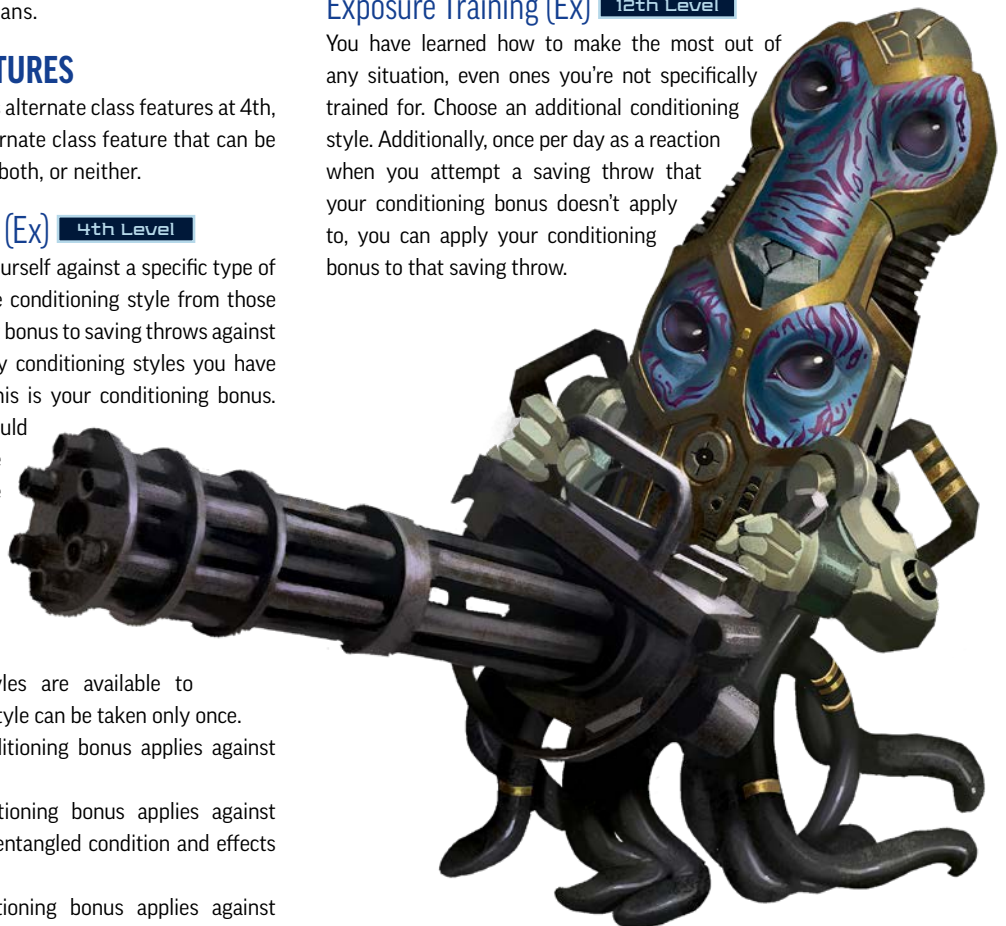 ans.
TURES
alternate class features at 4th,
rnate class feature that can be
both, or neither.
(Ex) 4th Level
urself against a specific type of
conditioning style from those
bonus to saving throws against
y conditioning styles you have
his is your conditioning bonus.
uld
yles are available to
tyle can be taken only once.
ditioning bonus applies against
tioning bonus applies against
entangled condition and effects
tioning bonus applies against
Exposure Training (Ex) 12th Level
You have learned how to make the most out of
any situation, even ones you’re not specifically
trained for. Choose an additional conditioning
style. Additionally, once per day as a reaction
when you attempt a saving throw that
your conditioning bonus doesn’t apply
to, you can apply your conditioning
bonus to that saving throw.